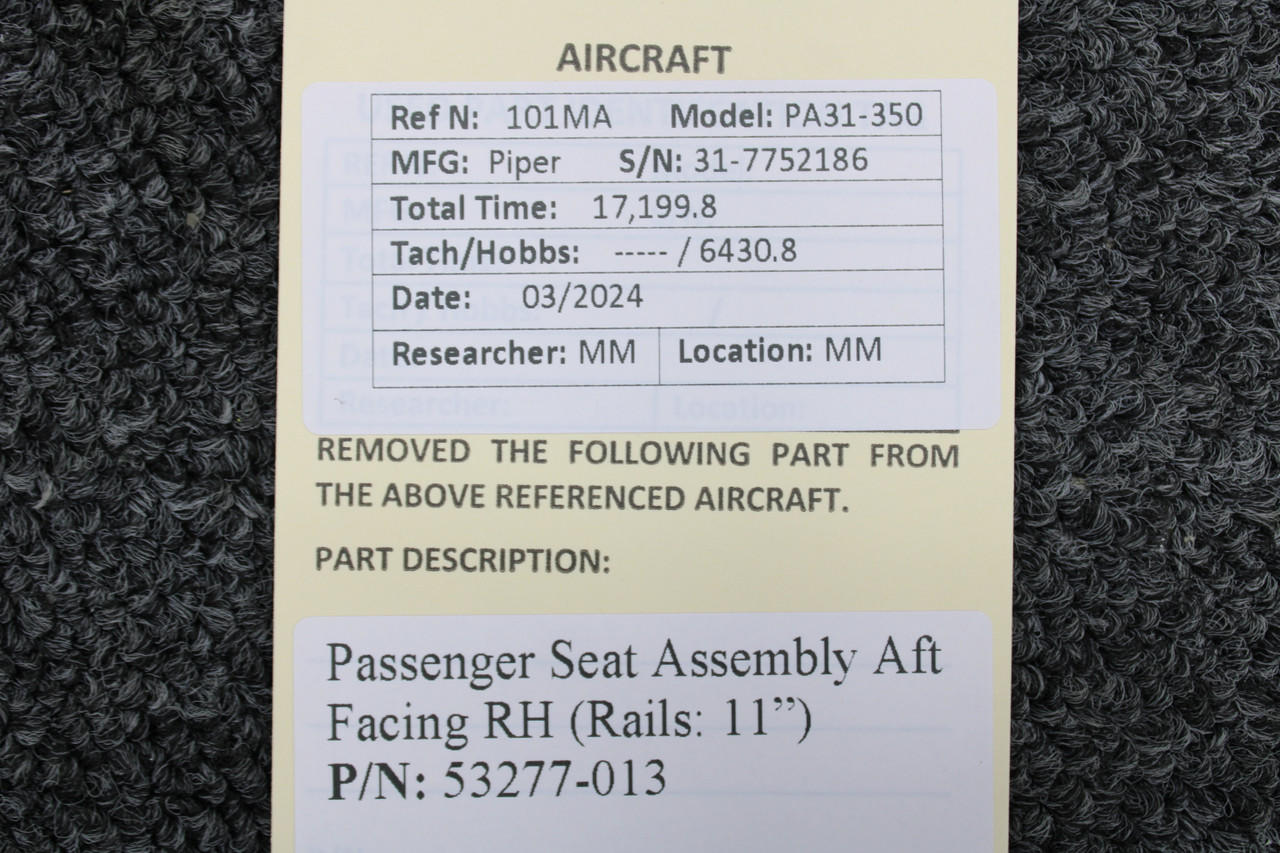 AIRCRAFT
Ref N: 101MA Model: PA31-350
MFG: Piper S/N: 31-7752186
Total Time: 17,199.8
Tach/Hobbs: ----- / 6430.8
Date: 03/2024
Researcher: MM Location: MM
Researcher: Location:
REMOVED THE FOLLOWING PART FROM
THE ABOVE REFERENCED AIRCRAFT.
PART DESCRIPTION:
Passenger Seat Assembly Aft
Facing RH (Rails: 11”)
P/N: 53277-013